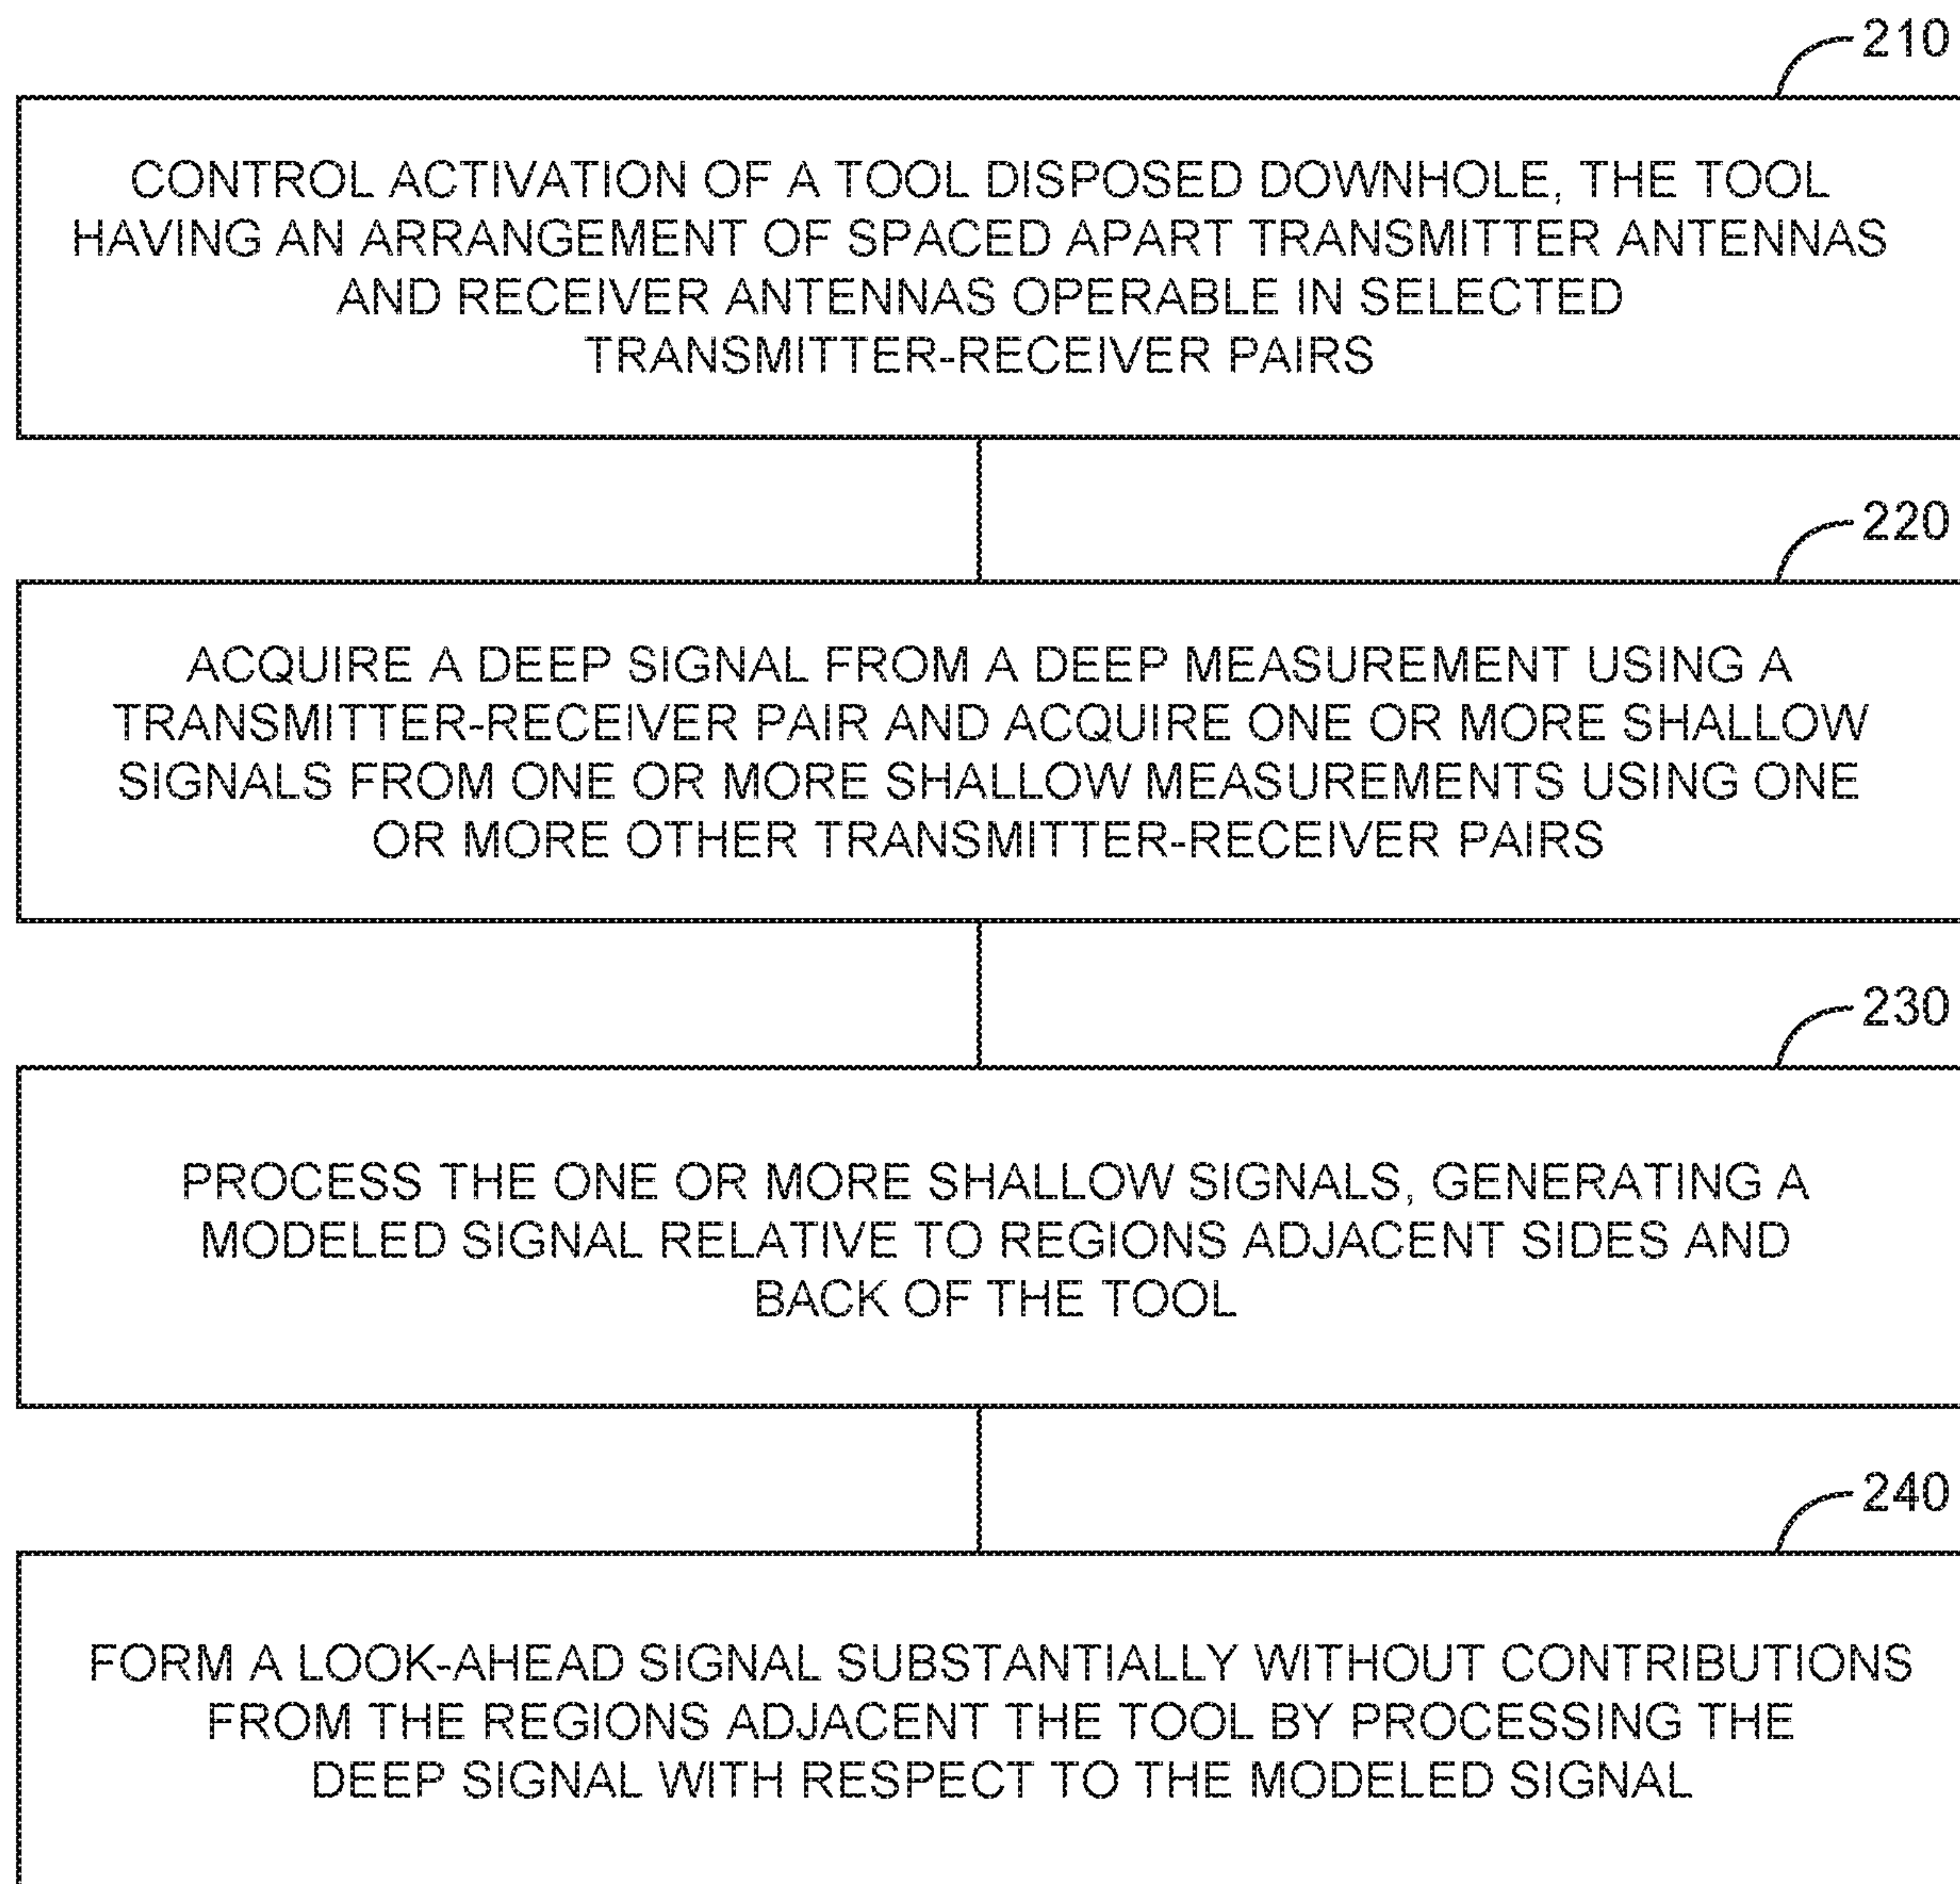 210
CONTROL ACTIVATION OF A TOOL DISPOSED DOWNHOLE, THE TOOL
HAVING AN ARRANGEMENT OF SPACED APART TRANSMITTER ANTENNAS
AND RECEIVER ANTENNAS OPERABLE IN SELECTED
TRANSMITTER-RECEIVER PAIRS
220
ACQUIRE A DEEP SIGNAL FROM A DEEP MEASUREMENT USING A
TRANSMITTER-RECEIVER PAIR AND ACQUIRE ONE OR MORE SHALLOW
SIGNALS FROM ONE OR MORE SHALLOW MEASUREMENTS USING ONE
OR MORE OTHER TRANSMITTER-RECEIVER PAIRS
230
PROCESS THE ONE OR MORE SHALLOW SIGNALS, GENERATING A
MODELED SIGNAL RELATIVE TO REGIONS ADJACENT SIDES AND
BACK OF THE TOOL
240
FORM A LOOK-AHEAD SIGNAL SUBSTANTIALLY WITHOUT CONTRIBUTIONS
FROM THE REGIONS ADJACENT THE TOOL BY PROCESSING THE
DEEP SIGNAL WITH RESPECT TO THE MODELED SIGNAL